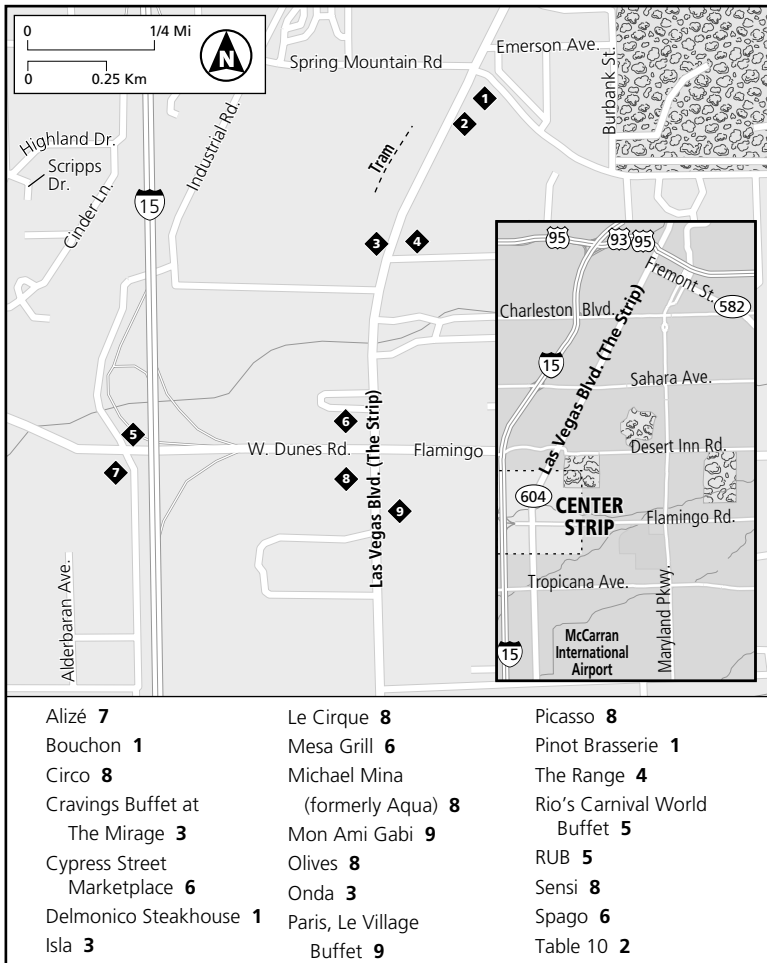 0 1/4 Mi
0 0.25 Km
N
Spring Mountain Rd
Emerson Ave.
Burbank St.
Highland Dr.
Scripps
Dr.
Cinder Ln.
Industrial Rd.
15
Tram
1
2
3
4
5
6
7
8
9
W. Dunes Rd.
Flamingo
Las Vegas Blvd. (The Strip)
Alderbaran Ave.
95
93
95
Fremont St.
582
Charleston Blvd.
Las Vegas Blvd. (The Strip)
15
Sahara Ave.
Desert Inn Rd.
604
CENTER
STRIP
Flamingo Rd.
Tropicana Ave.
Maryland Pkwy.
15
McCarran
International
Airport
Alizé 7
Bouchon 1
Circo 8
Cravings Buffet at
The Mirage 3
Cypress Street
Marketplace 6
Delmonico Steakhouse 1
Isla 3
Le Cirque 8
Mesa Grill 6
Michael Mina
(formerly Aqua) 8
Mon Ami Gabi 9
Olives 8
Onda 3
Paris, Le Village
Buffet 9
Picasso 8
Pinot Brasserie 1
The Range 4
Rio's Carnival World
Buffet 5
RUB 5
Sensi 8
Spago 6
Table 10 2